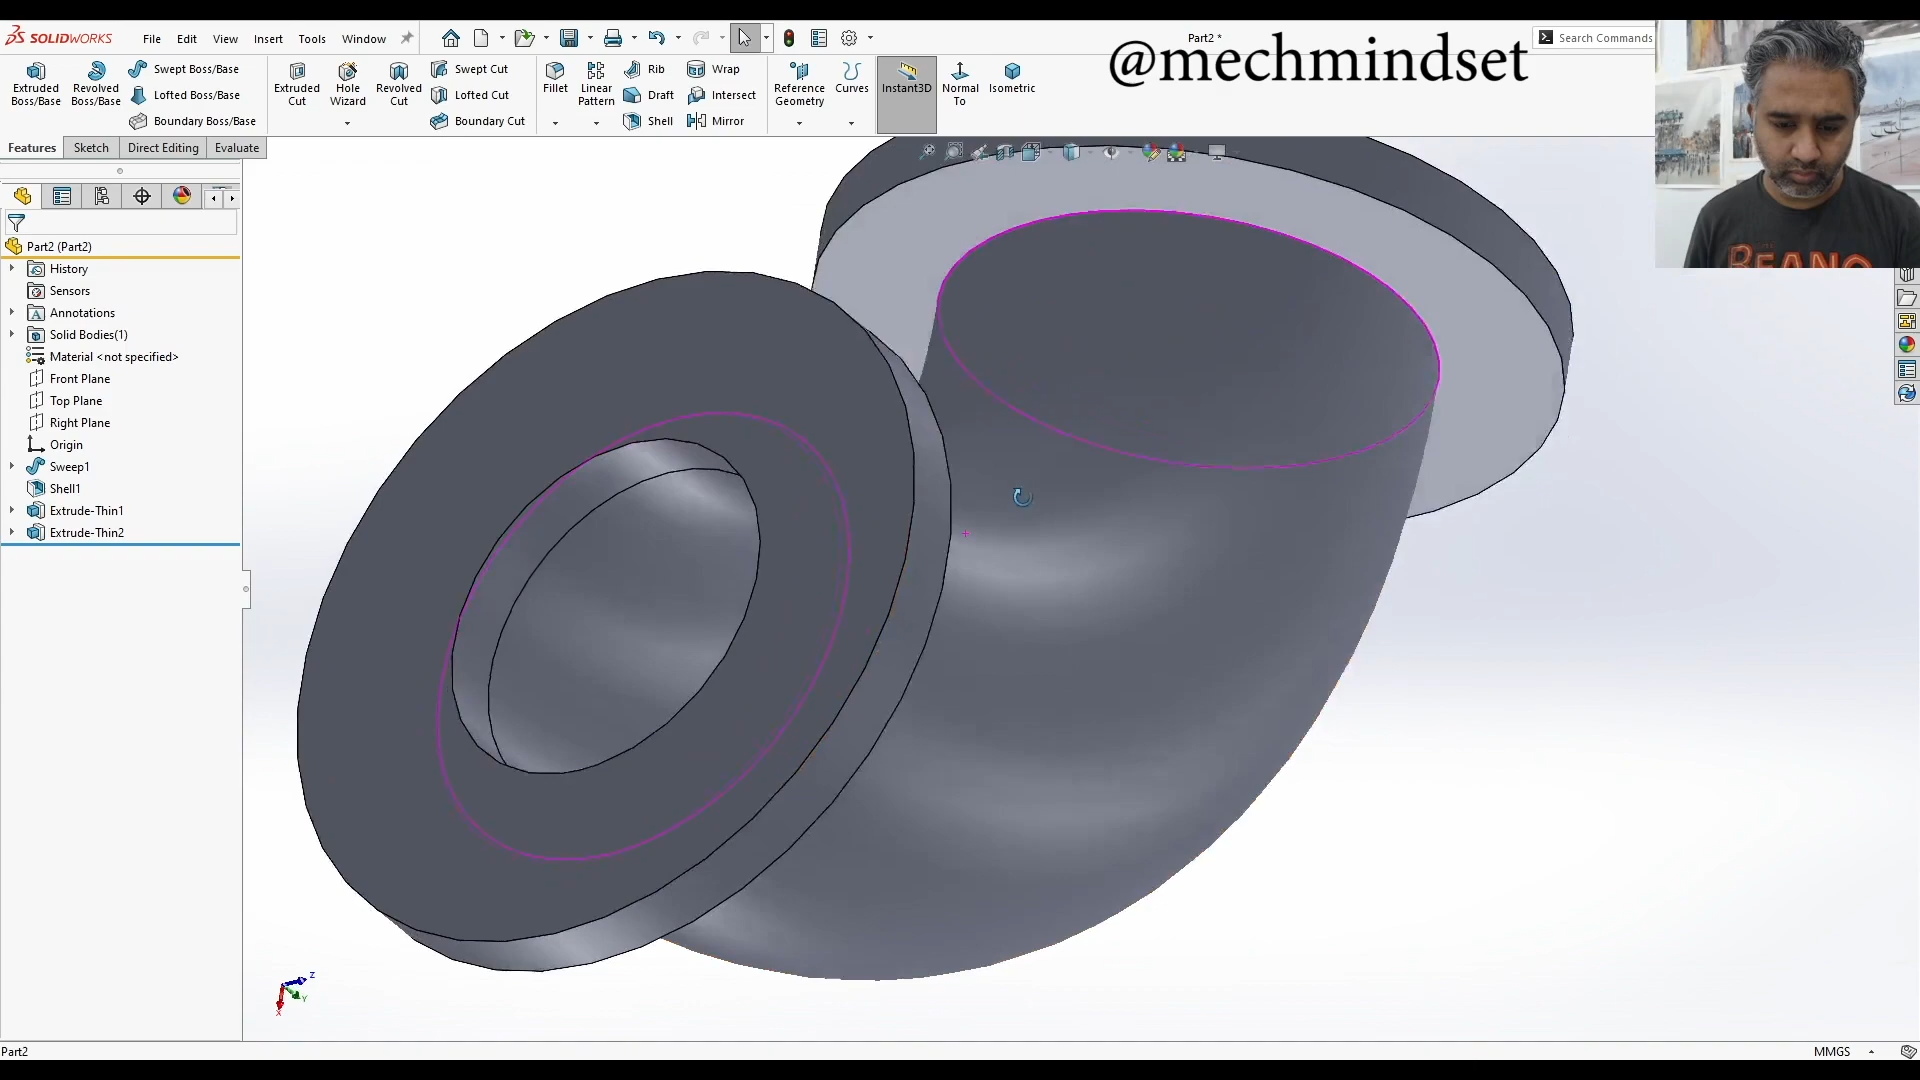 SOLIDWORKS
File Edit View Insert Tools Window
Part2 *
Search Commands
@mechmindset
Extruded Boss/Base
Revolved Boss/Base
Swept Boss/Base
Lofted Boss/Base
Boundary Boss/Base
Extruded Cut
Hole Wizard
Revolved Cut
Swept Cut
Lofted Cut
Boundary Cut
Fillet
Linear Pattern
Rib
Draft
Shell
Wrap
Intersect
Mirror
Reference Geometry
Curves
Instant3D
Normal To
Isometric
Features Sketch Direct Editing Evaluate
Part2 (Part2)
History
Sensors
Annotations
Solid Bodies(1)
Material <not specified>
Front Plane
Top Plane
Right Plane
Origin
Sweep1
Shell1
Extrude-Thin1
Extrude-Thin2
Z
Y
X
Part2
MMGS